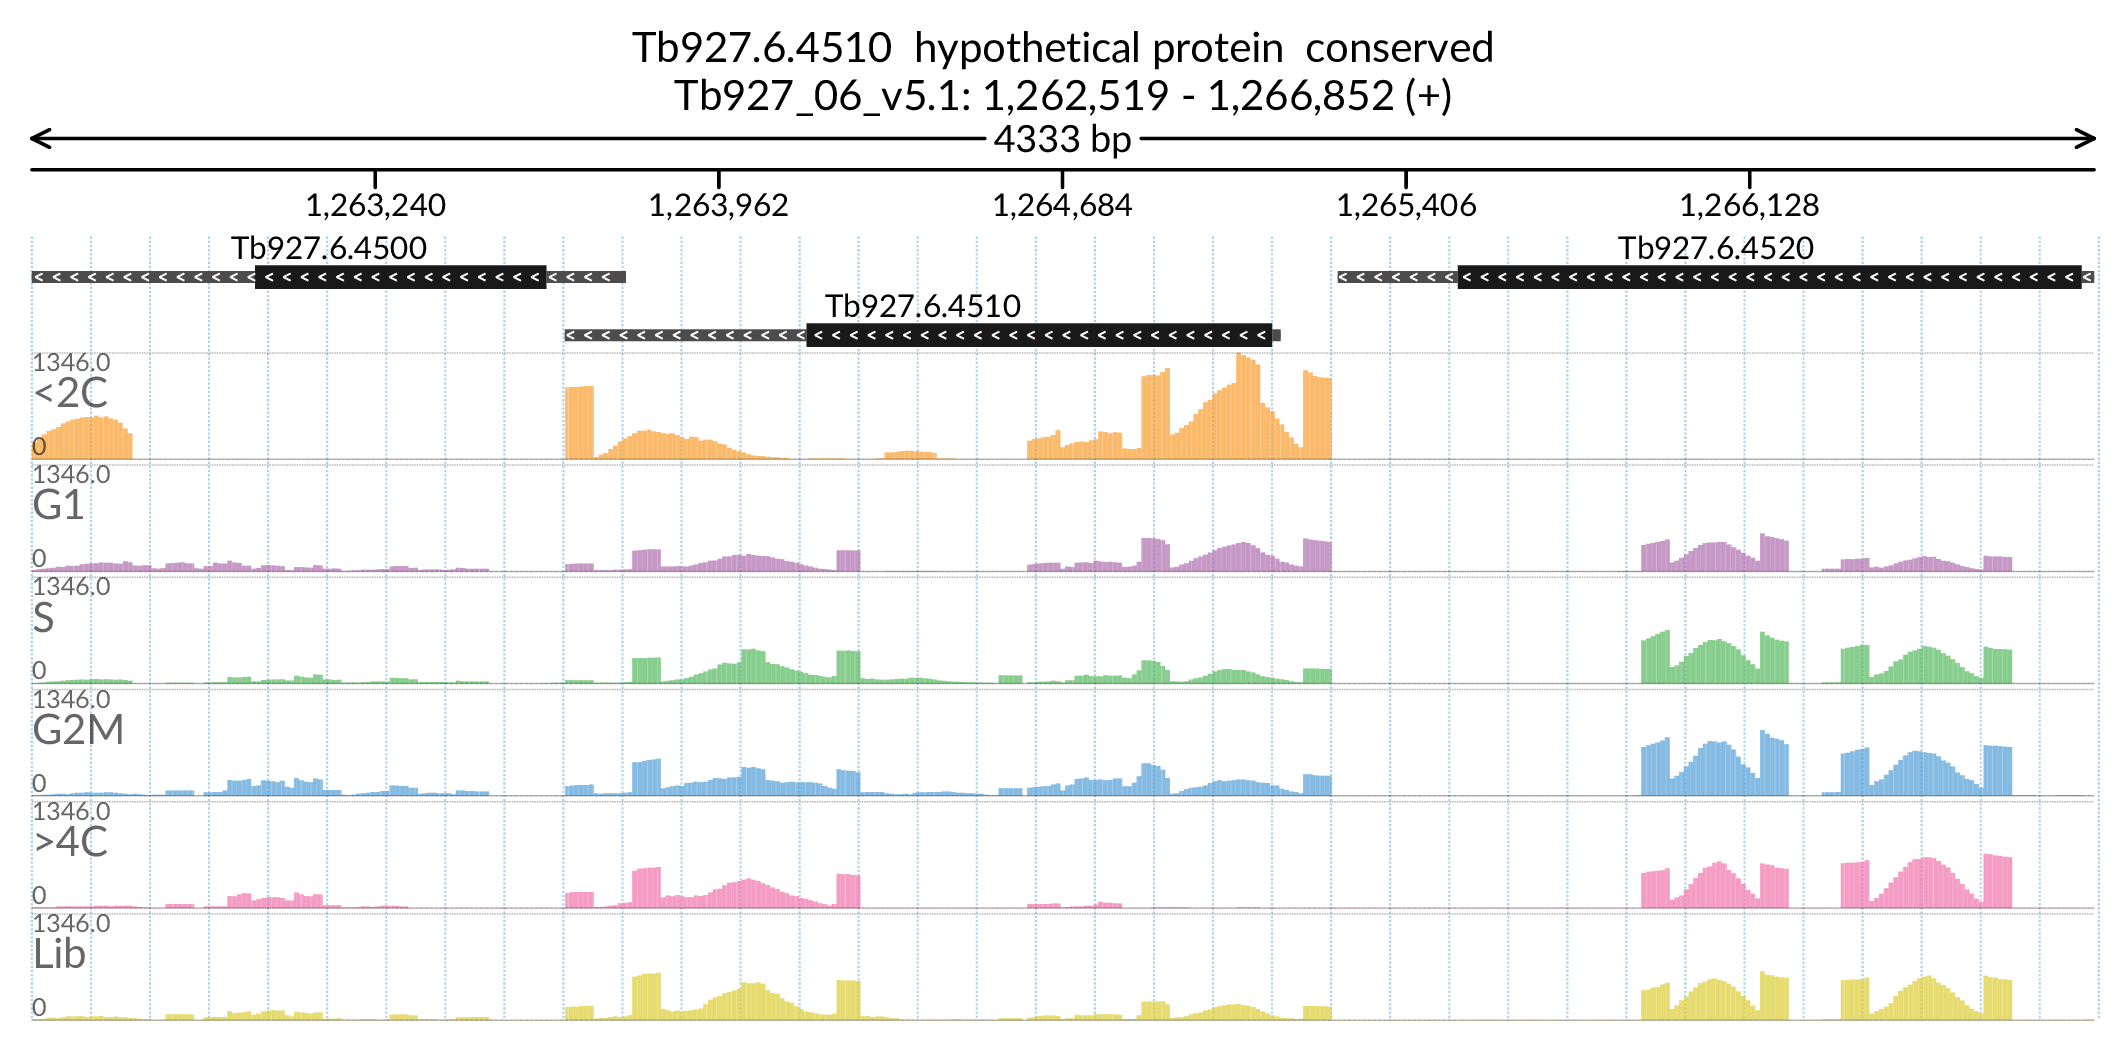 Tb927.6.4510  hypothetical protein  conserved
Tb927_06_v5.1: 1,262,519 - 1,266,852 (+)
4333 bp
1,263,240 1,263,962 1,264,684 1,265,406 1,266,128
Tb927.6.4500 Tb927.6.4520
Tb927.6.4510
1346.0
<2C
0
1346.0
G1
0
1346.0
S
0
1346.0
G2M
0
1346.0
>4C
0
1346.0
Lib
0